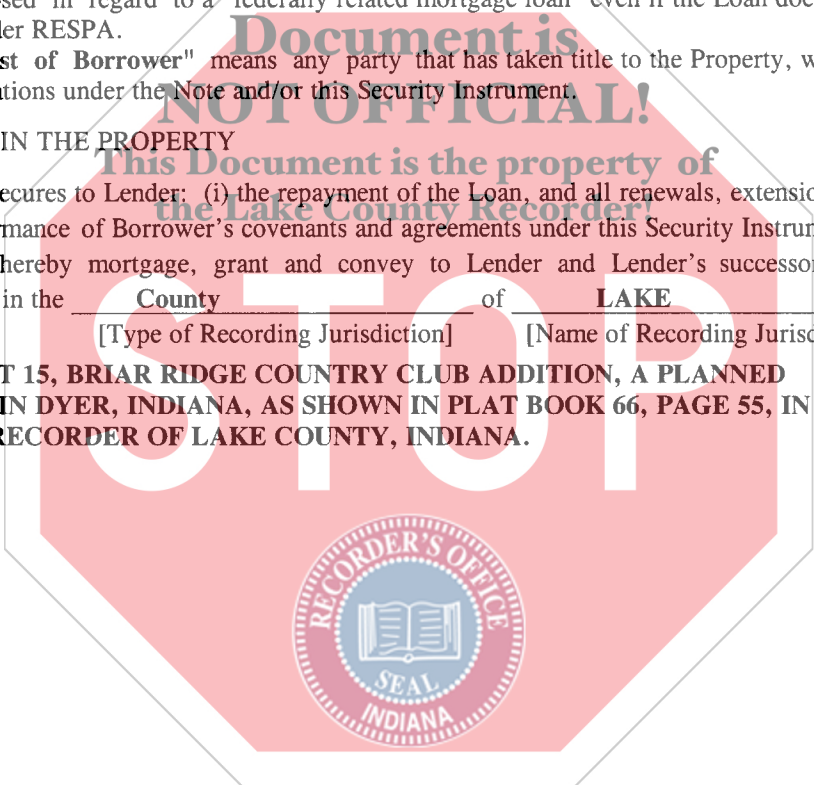 sed in regard to a "federally related mortgage loan" even if the Loan doc
er RESPA.
Document is
st of Borrower" means any party that has taken title to the Property, w
tions under the Note and/or this Security Instrument.
NOT OFFICIAL!
IN THE PROPERTY
This Document is the property of
ecures to Lender: (i) the repayment of the Loan, and all renewals, extensio
the Lake County Recorder!
rmance of Borrower's covenants and agreements under this Security Instrum
hereby mortgage, grant and convey to Lender and Lender's successor
in the County of LAKE
[Type of Recording Jurisdiction] [Name of Recording Jurisd
T 15, BRIAR RIDGE COUNTRY CLUB ADDITION, A PLANNED
IN DYER, INDIANA, AS SHOWN IN PLAT BOOK 66, PAGE 55, IN
RECORDER OF LAKE COUNTY, INDIANA.
STOP
RECORDER'S OFFICE
SEAL
INDIANA